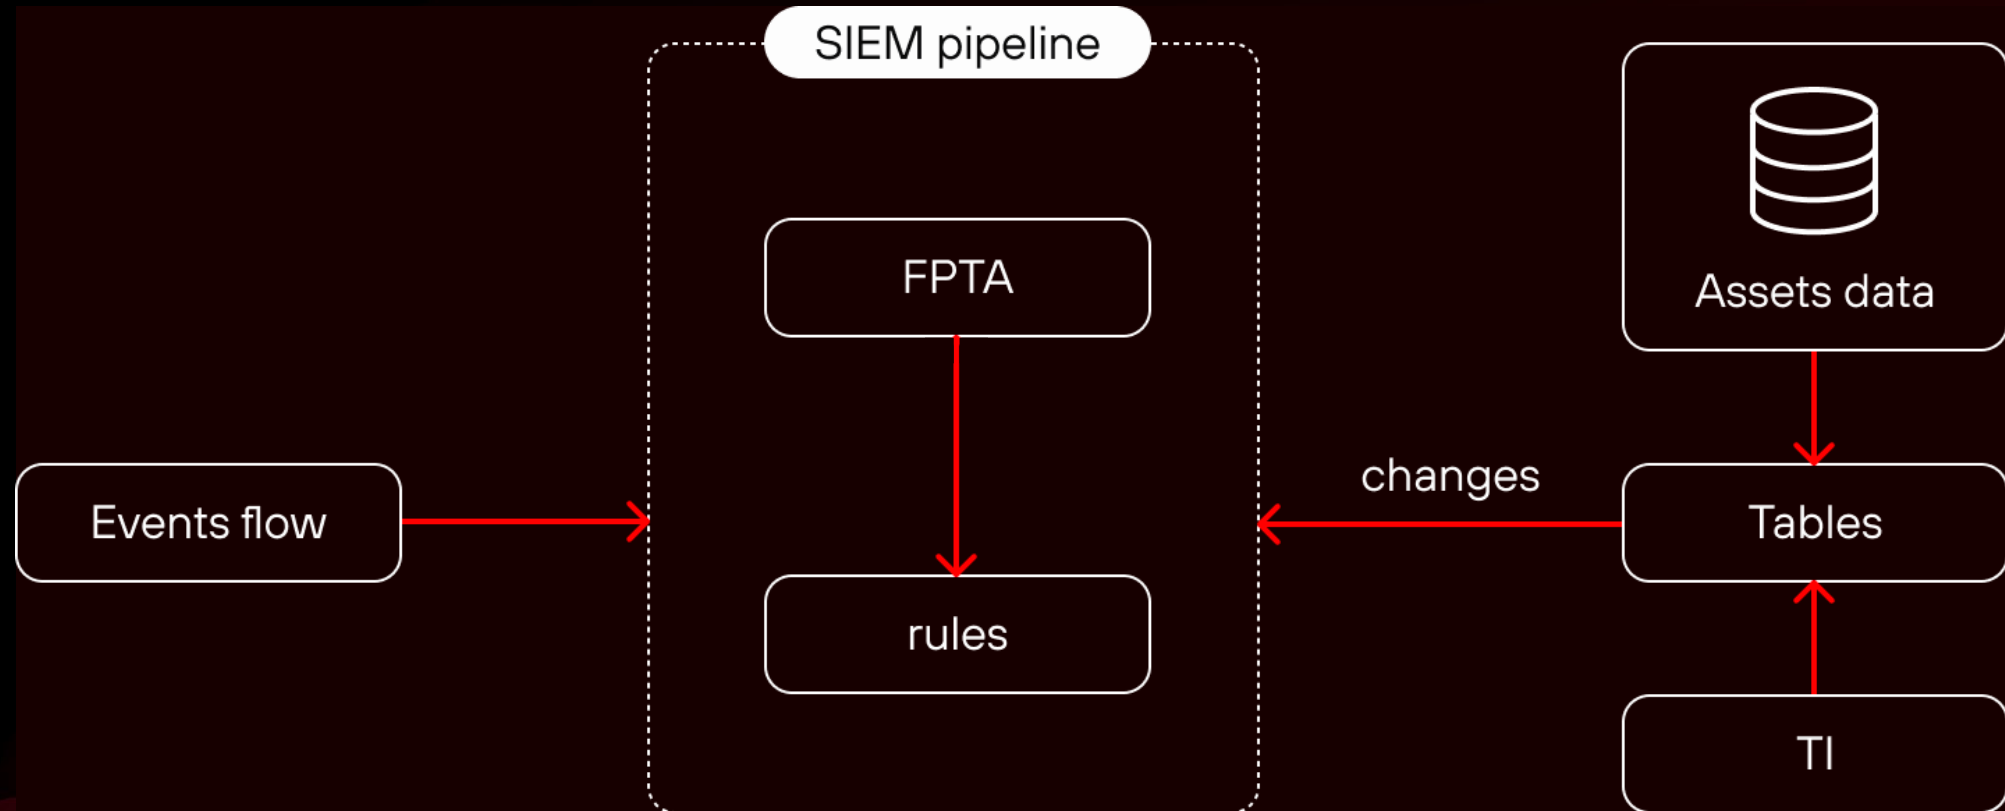 SIEM pipeline
FPTA
Assets data
Events flow
changes
Tables
rules
TI